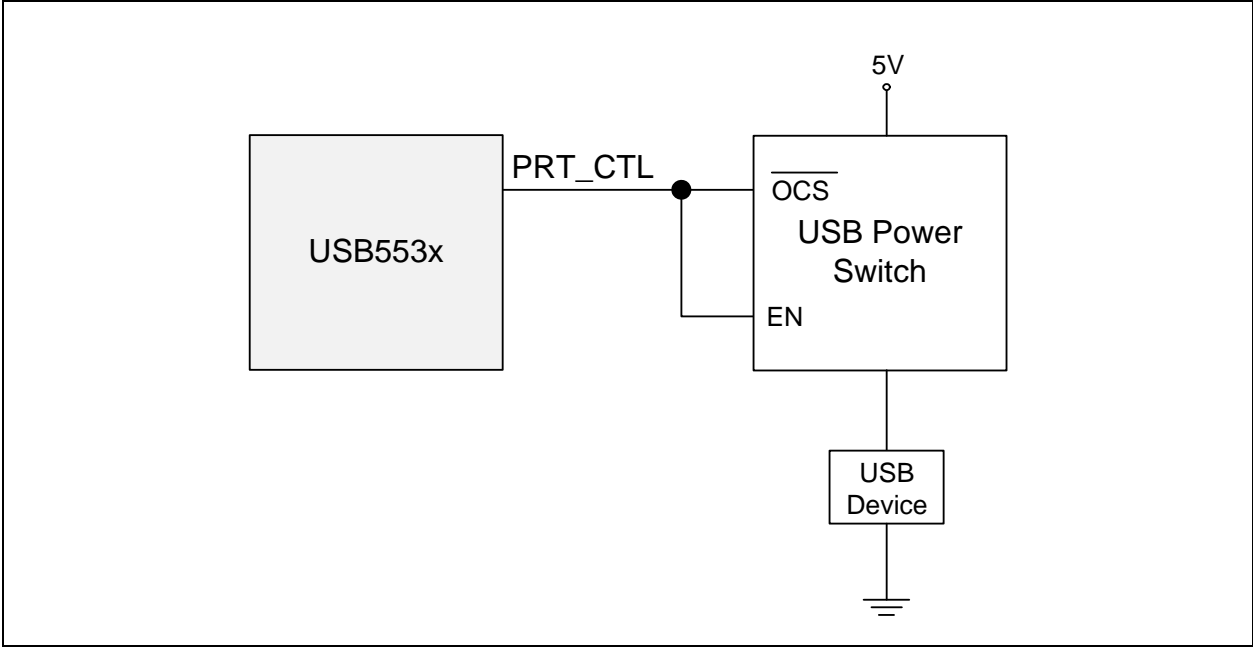 5V
PRT_CTL
OCS
USB553x
USB Power
Switch
EN
USB
Device